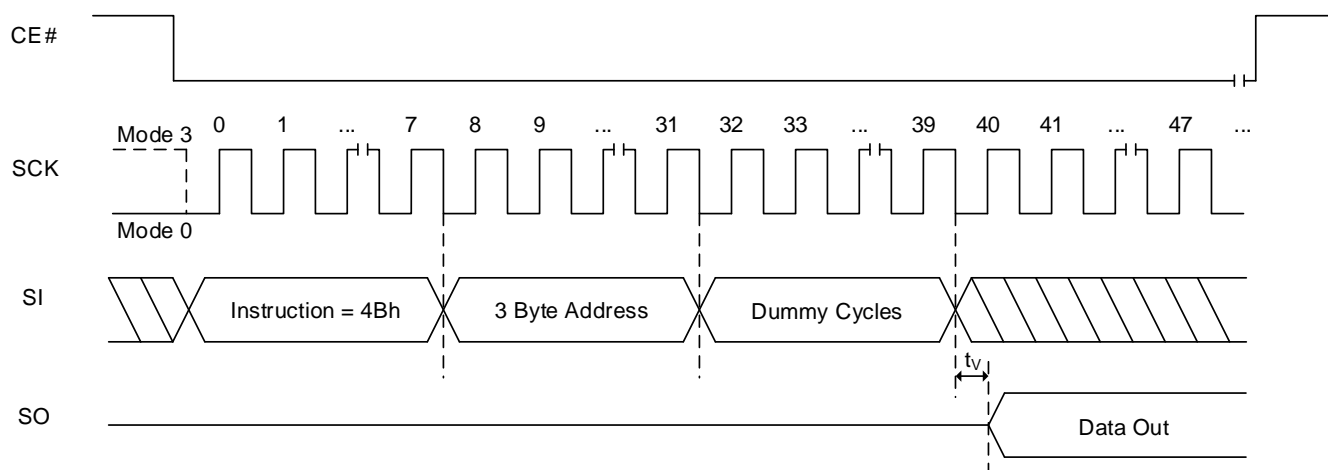 CE#
Mode 3 0 1 ... 7 8 9 ... 31 32 33 ... 39 40 41 ... 47 ...
SCK
Mode 0
SI Instruction = 4Bh 3 Byte Address Dummy Cycles
tV
SO Data Out